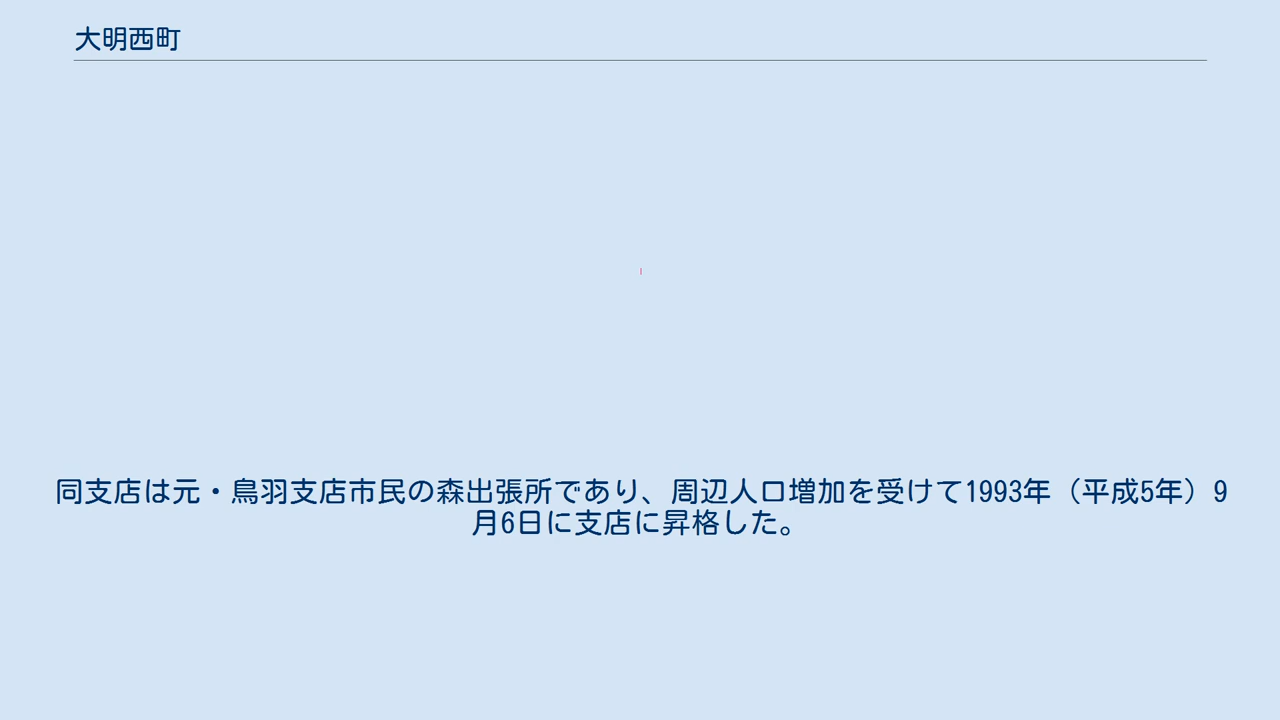 大明西町
同支店は元・鳥羽支店市民の森出張所であり、周辺人口増加を受けて1993年（平成5年）9
月6日に支店に昇格した。